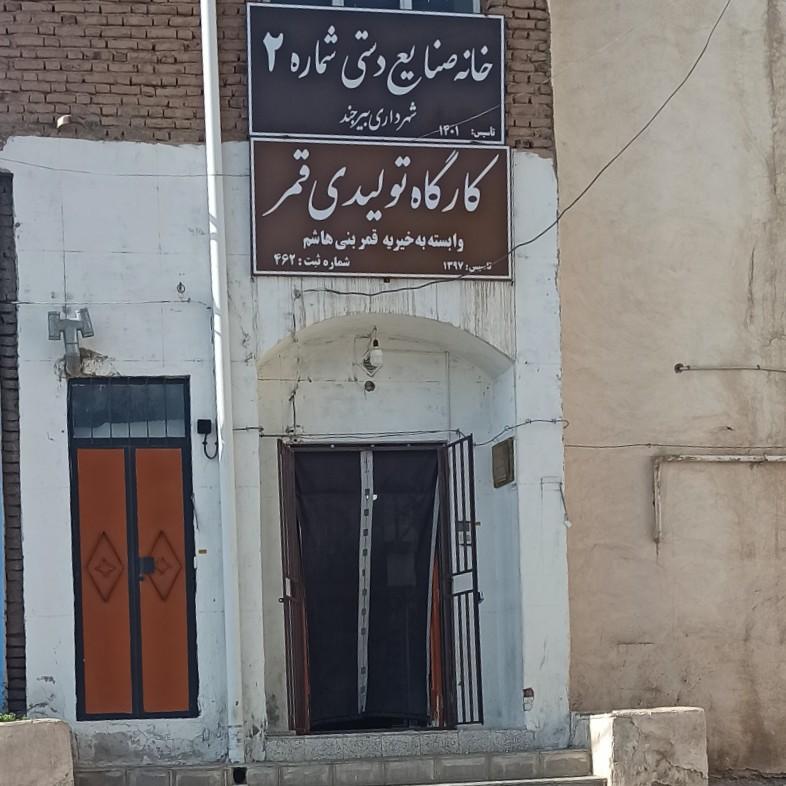 خانه صنایع دستی شماره ۲
شهرداری بیرجند
تاسیس: ۱۴۰۱
کارگاه تولیدی قمر
وابسته به خیریه قمر بنی هاشم
تاسیس: ۱۳۹۷ شماره ثبت: ۴۶۲